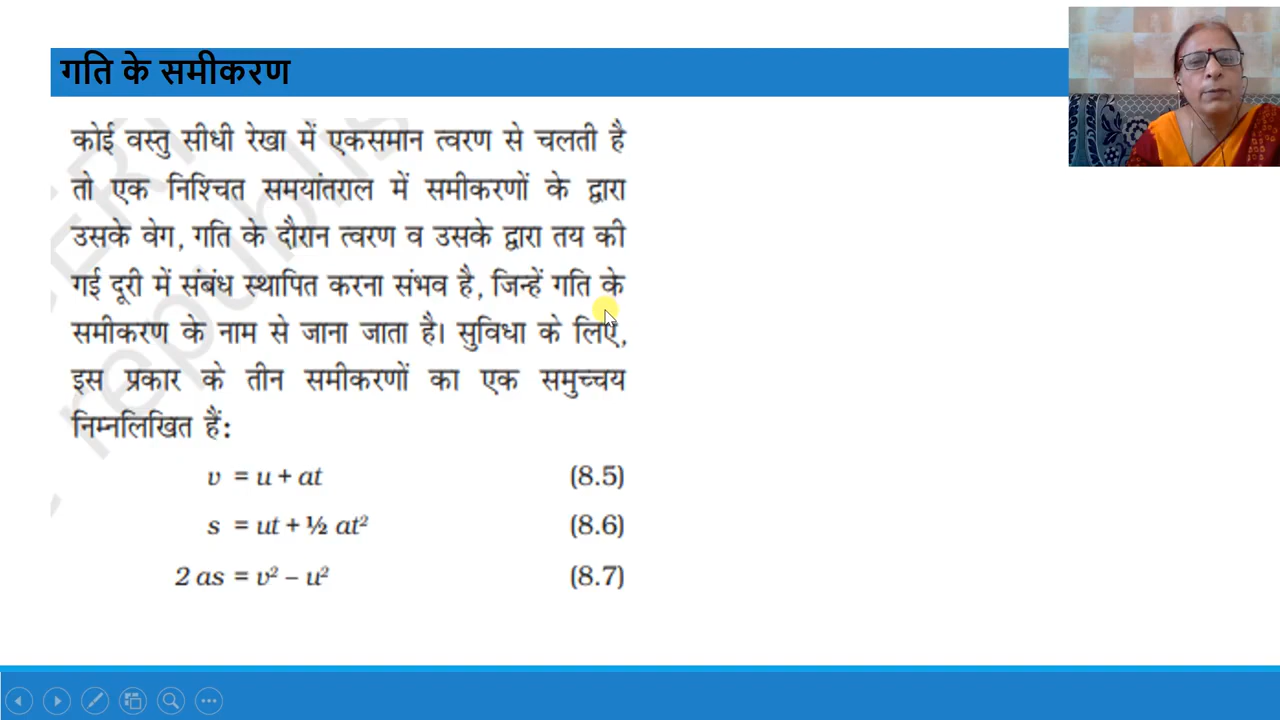 गति के समीकरण
कोई वस्तु सीधी रेखा में एकसमान त्वरण से चलती है
तो एक निश्चित समयांतराल में समीकरणों के द्वारा
उसके वेग, गति के दौरान त्वरण व उसके द्वारा तय की
गई दूरी में संबंध स्थापित करना संभव है, जिन्हें गति के
समीकरण के नाम से जाना जाता है। सुविधा के लिए,
इस प्रकार के तीन समीकरणों का एक समुच्चय
निम्नलिखित हैं:
v = u + at (8.5)
s = ut + ½ at² (8.6)
2 as = v² – u² (8.7)
republis